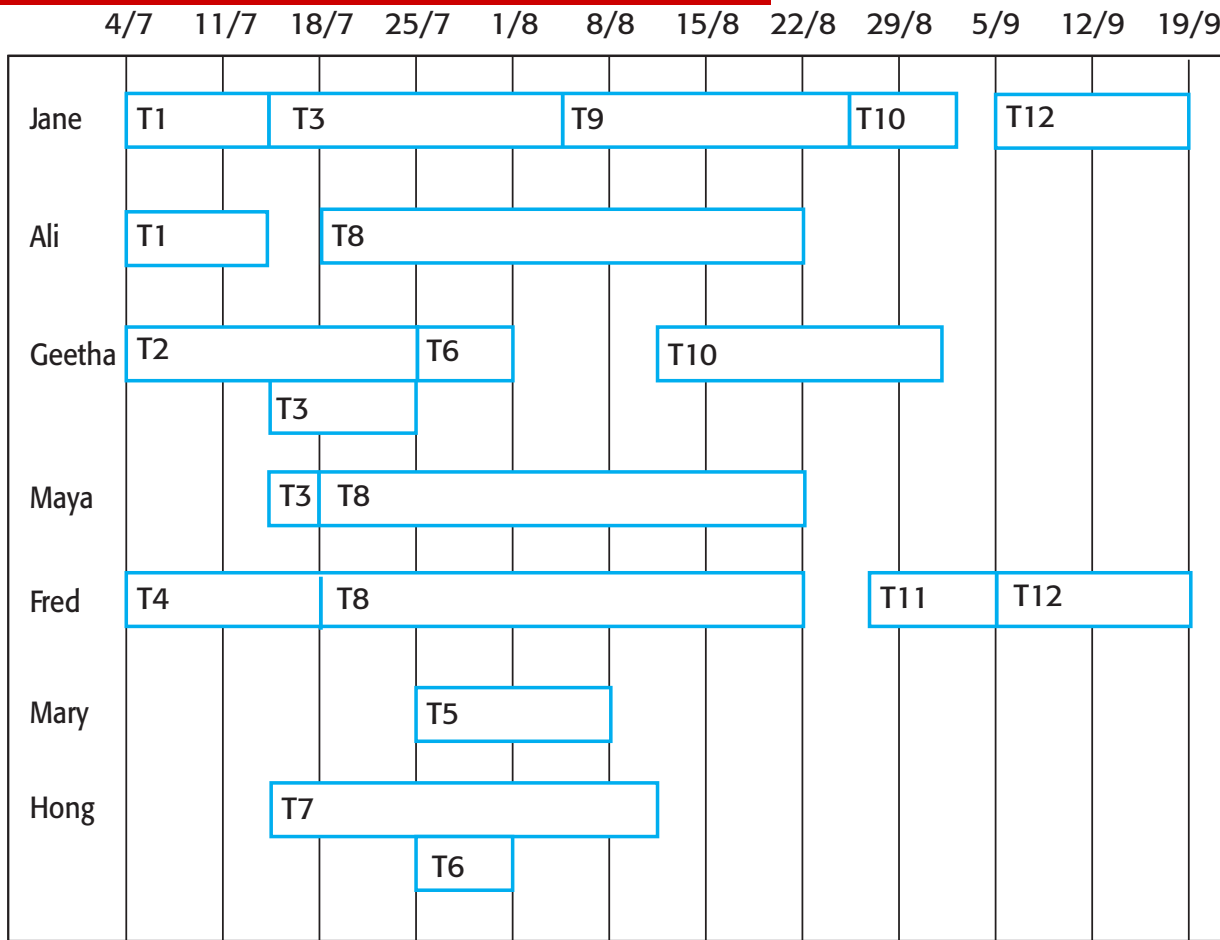 4/7 11/7 18/7 25/7 1/8 8/8 15/8 22/8 29/8 5/9 12/9 19/9
Jane T1 T3 T9 T10 T12
Ali T1 T8
Geetha T2 T6 T10
T3
Maya T3 T8
Fred T4 T8 T11 T12
Mary T5
Hong T7
T6